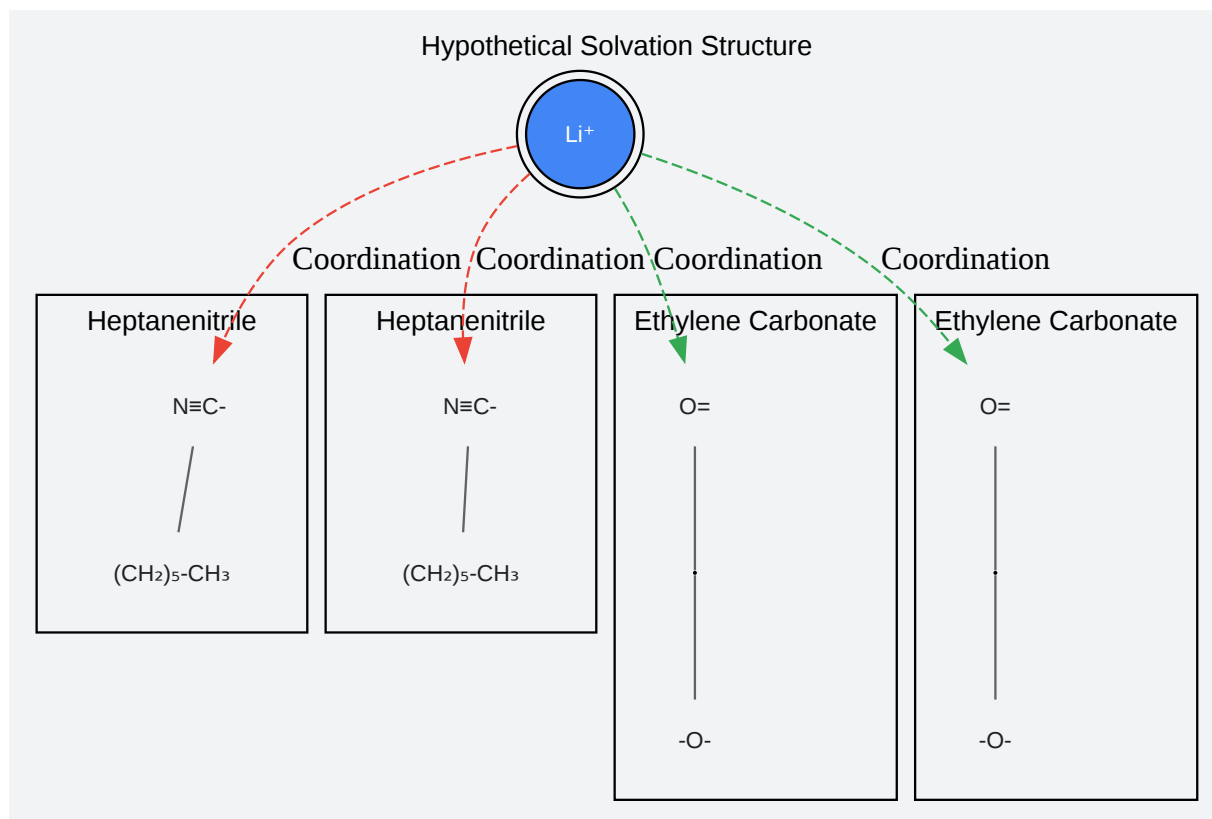 Hypothetical Solvation Structure
Li⁺
Coordination
Coordination
Coordination
Coordination
Heptanenitrile
Heptanenitrile
Ethylene Carbonate
Ethylene Carbonate
N≡C-
N≡C-
O=
O=
(CH₂)₅-CH₃
(CH₂)₅-CH₃
-O-
-O-